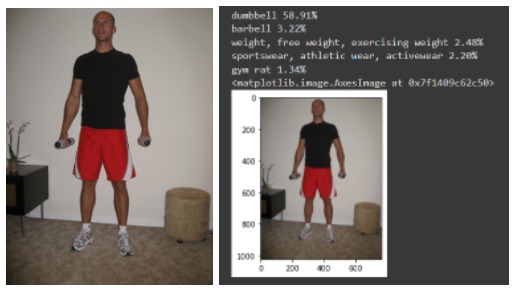 dumbbell 58.91%
barbell 3.22%
weight, free weight, exercising weight 2.48%
sportswear, athletic wear, activewear 2.20%
gym rat 1.34%
<matplotlib.image.AxesImage at 0x7f1409c62c50>
0
200
400
600
800
1000
0 200 400 600